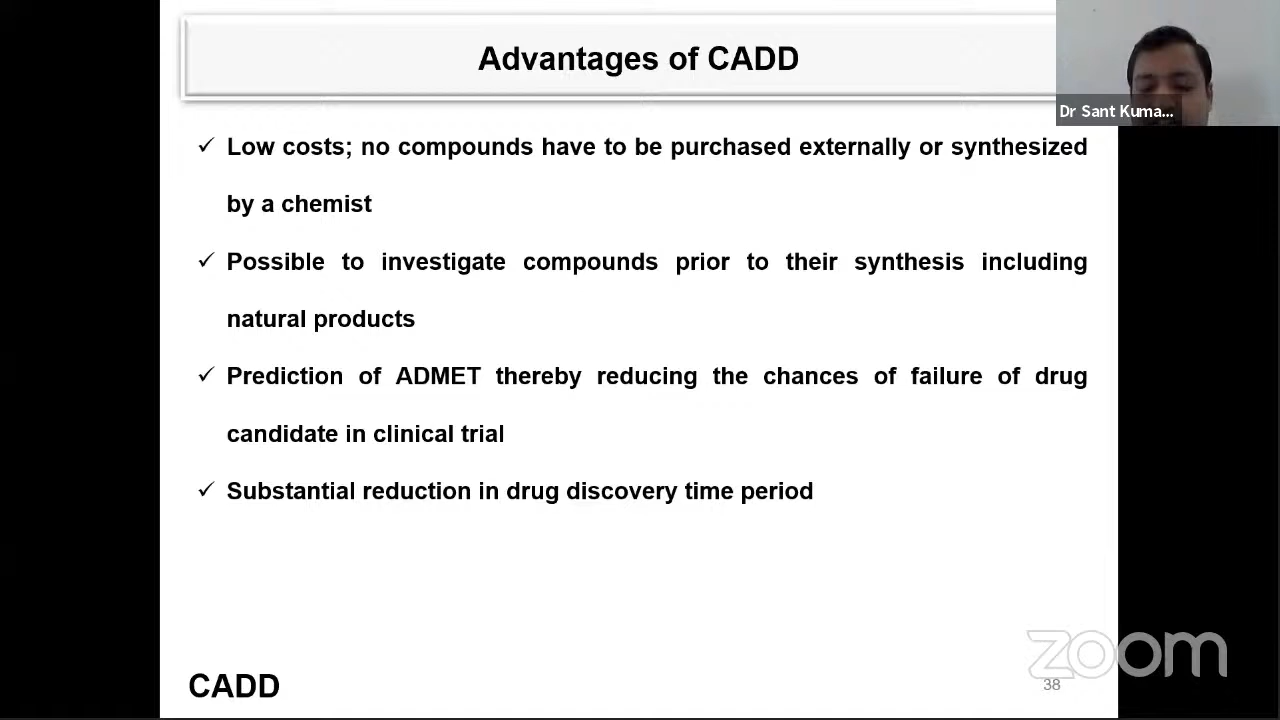 Advantages of CADD
Dr Sant Kuma...
✓ Low costs; no compounds have to be purchased externally or synthesized
by a chemist
✓ Possible to investigate compounds prior to their synthesis including
natural products
✓ Prediction of ADMET thereby reducing the chances of failure of drug
candidate in clinical trial
✓ Substantial reduction in drug discovery time period
zoom
CADD
38